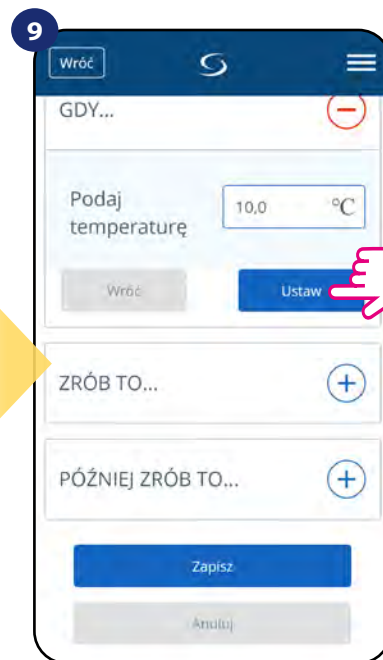 9
Wróć
GDY...
Podaj
temperaturę
10,0 °C
Wróć Ustaw
ZRÓB TO...
PÓŹNIEJ ZRÓB TO...
Zapisz
Anuluj